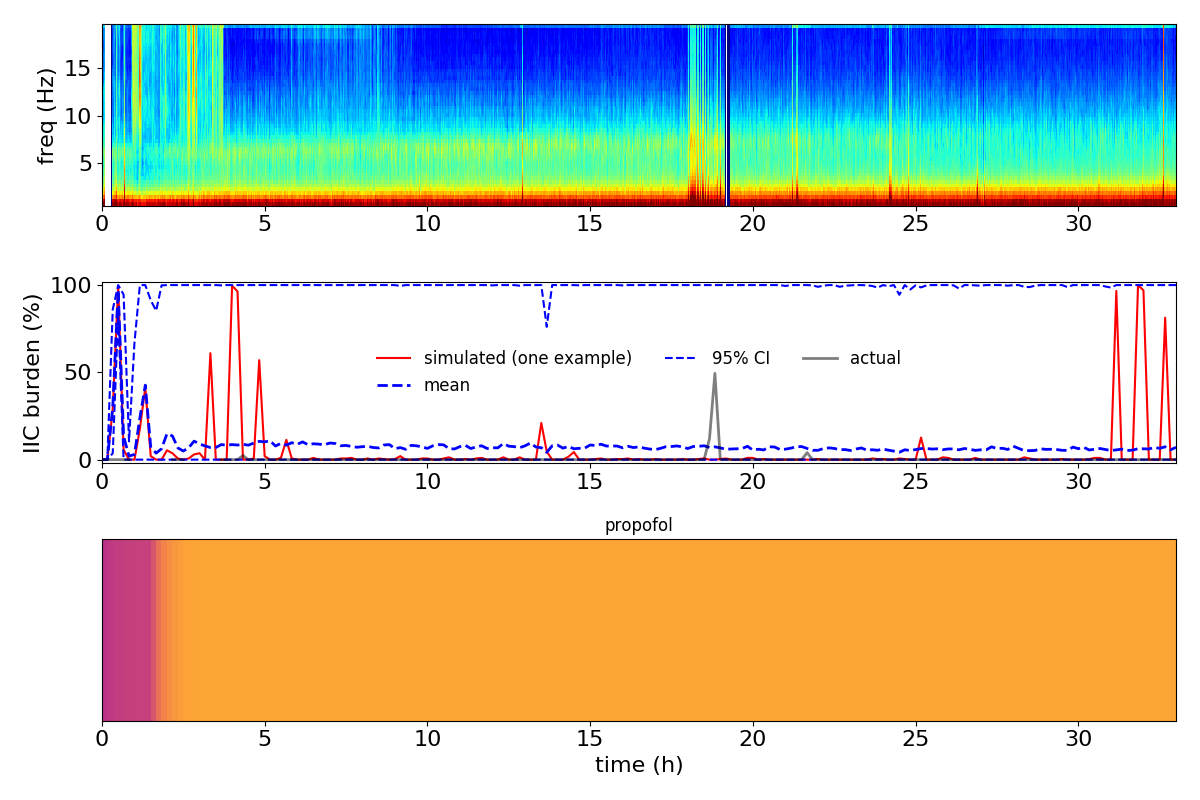 15
10
5
freq (Hz)
0 5 10 15 20 25 30
100
50
0
IIC burden (%)
simulated (one example) 95% CI actual
mean
0 5 10 15 20 25 30
propofol
0 5 10 15 20 25 30
time (h)